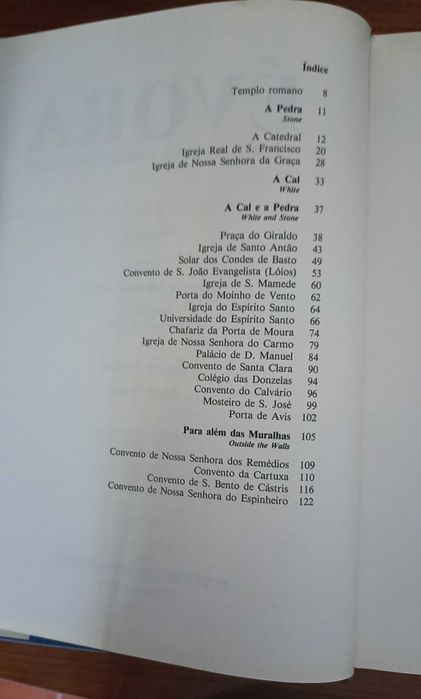 Índice
Templo romano 8
A Pedra 11
Stone
A Catedral 12
Igreja Real de S. Francisco 20
Igreja de Nossa Senhora da Graça 28
A Cal 33
White
A Cal e a Pedra 37
White and Stone
Praça do Giraldo 38
Igreja de Santo Antão 43
Solar dos Condes de Basto 49
Convento de S. João Evangelista (Lóios) 53
Igreja de S. Mamede 60
Porta do Moinho de Vento 62
Igreja do Espírito Santo 64
Universidade do Espírito Santo 66
Chafariz da Porta de Moura 74
Igreja de Nossa Senhora do Carmo 79
Palácio de D. Manuel 84
Convento de Santa Clara 90
Colégio das Donzelas 94
Convento do Calvário 96
Mosteiro de S. José 99
Porta de Avis 102
Para além das Muralhas 105
Outside the Walls
Convento de Nossa Senhora dos Remédios 109
Convento da Cartuxa 110
Convento de S. Bento de Cástris 116
Convento de Nossa Senhora do Espinheiro 122